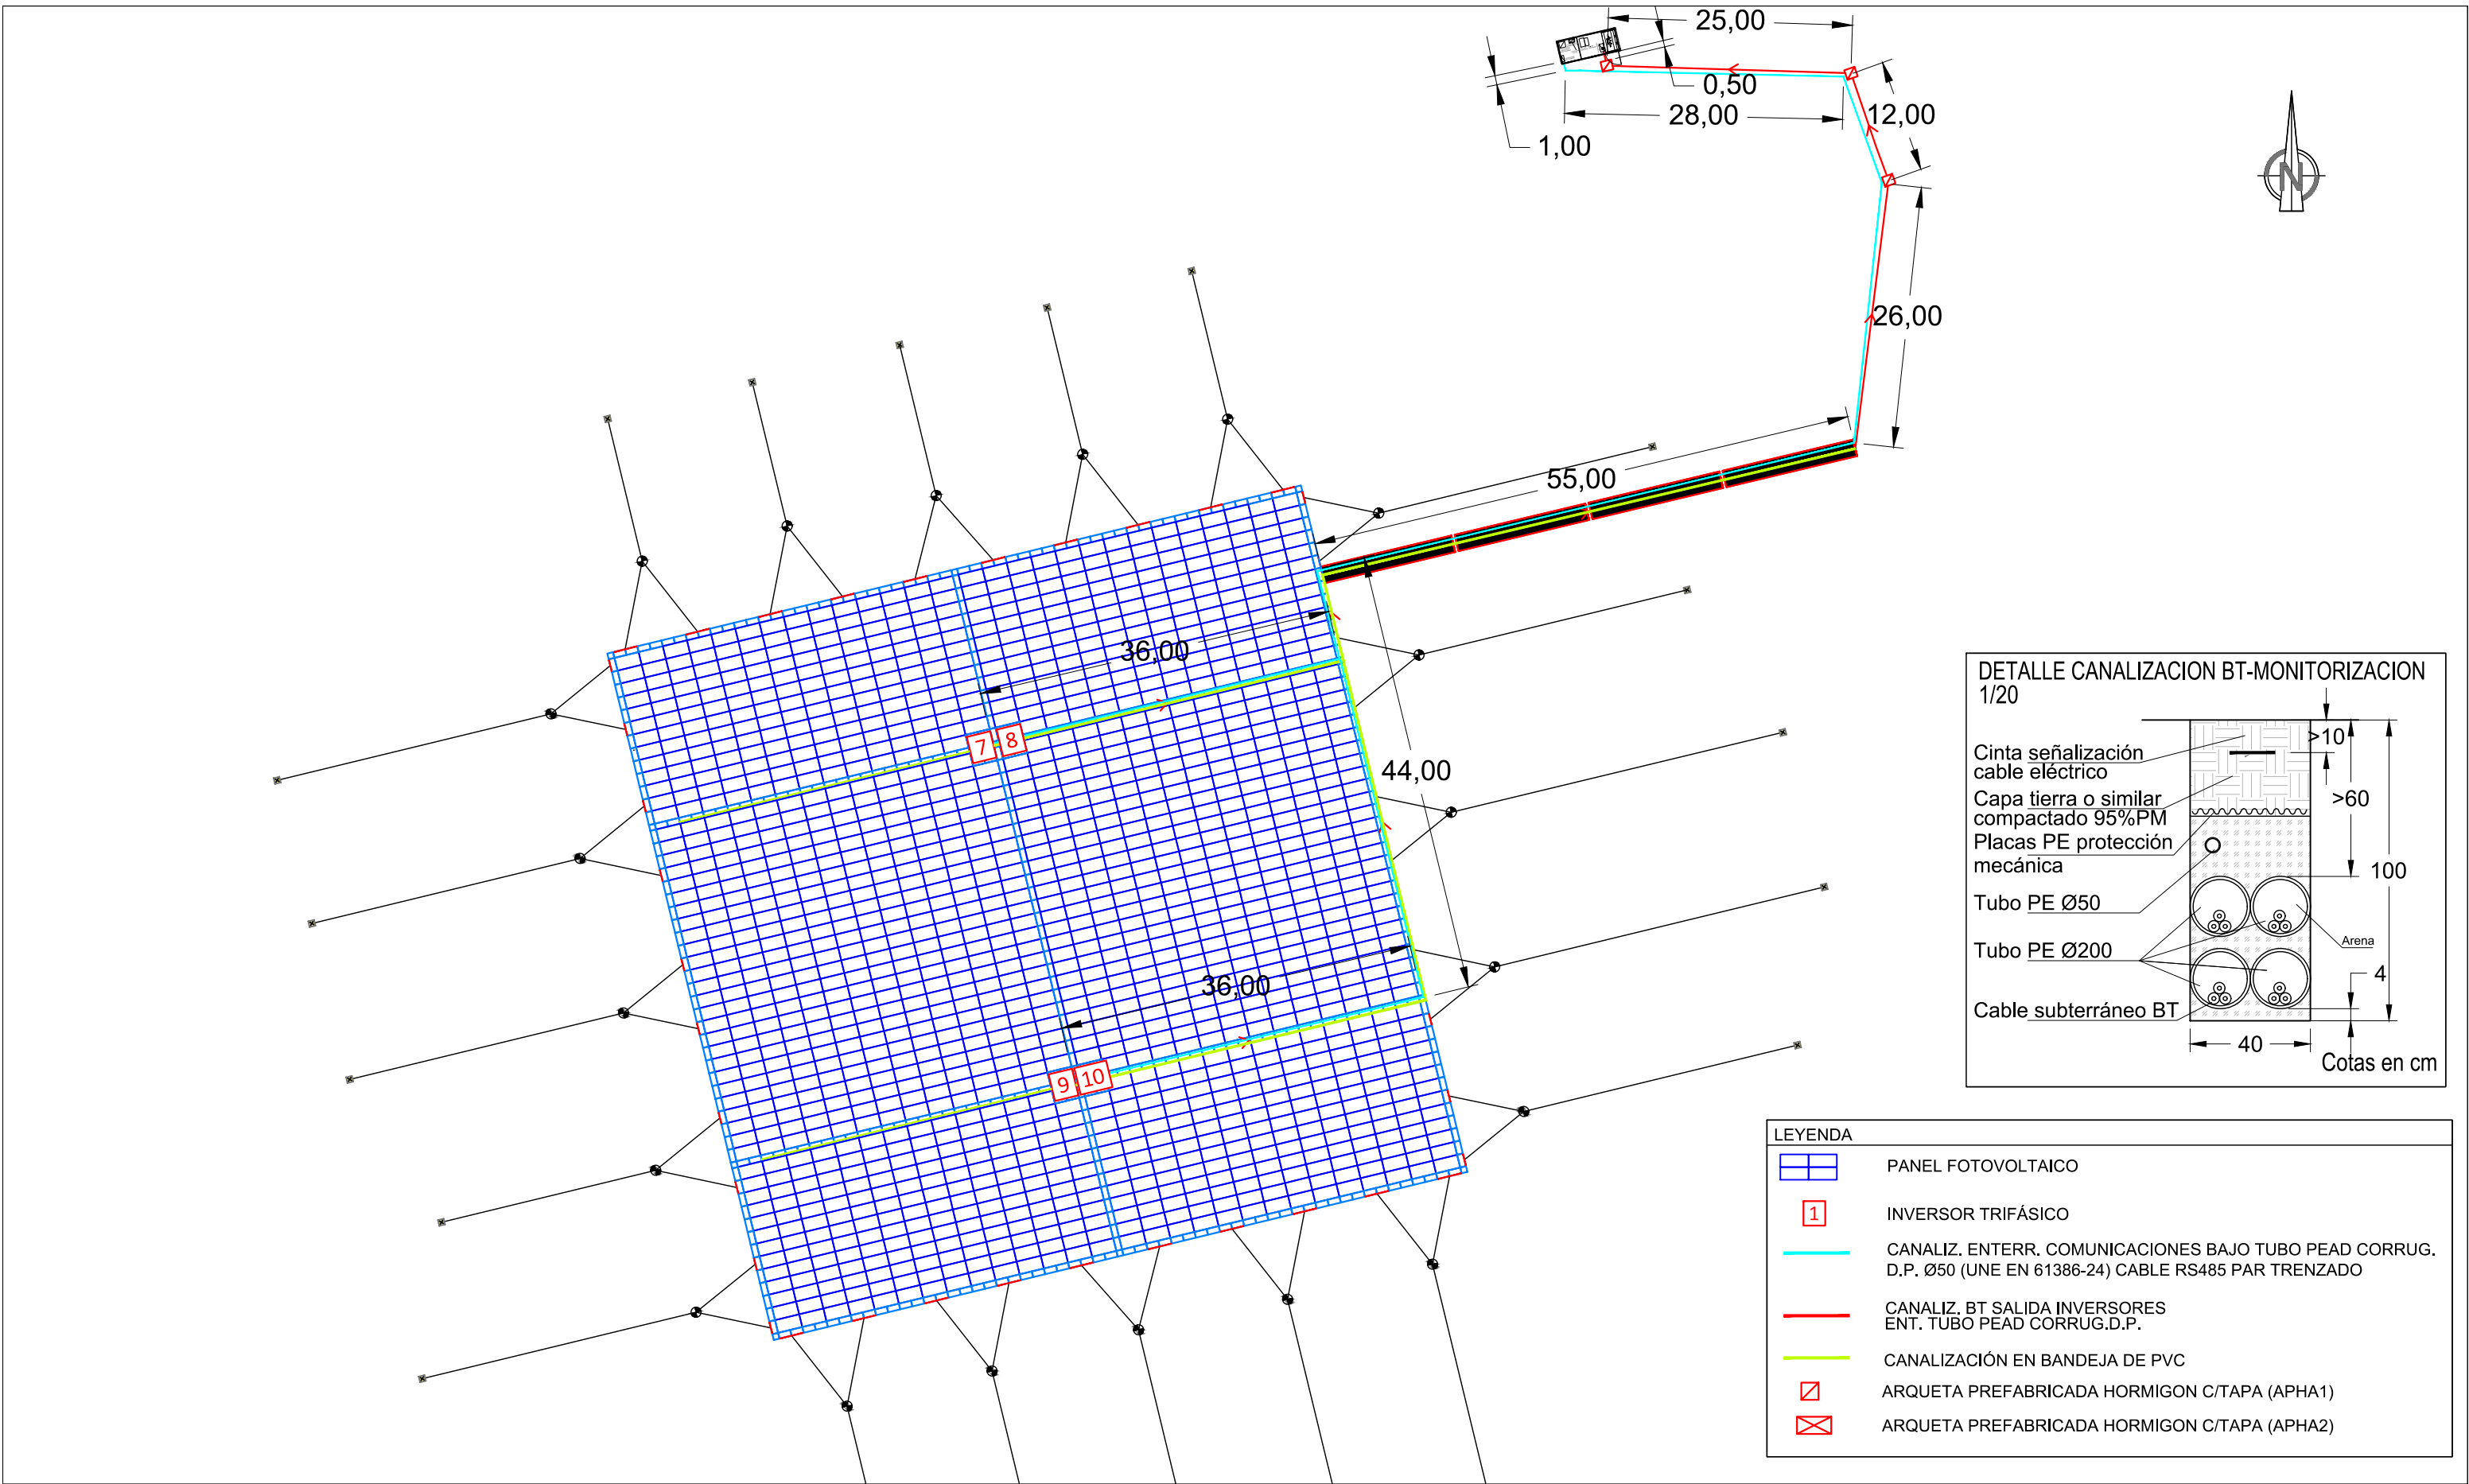 25,00
0,50
28,00
1,00
12,00
N
26,00
55,00
36,00
7
8
44,00
36,00
9
10
DETALLE CANALIZACION BT-MONITORIZACION
1/20
Cinta señalización
cable eléctrico
Capa tierra o similar
compactado 95%PM
Placas PE protección
mecánica
Tubo PE Ø50
Tubo PE Ø200
Cable subterráneo BT
>10
>60
100
Arena
4
40
Cotas en cm
LEYENDA
PANEL FOTOVOLTAICO
1
INVERSOR TRIFÁSICO
CANALIZ. ENTERR. COMUNICACIONES BAJO TUBO PEAD CORRUG.
D.P. Ø50 (UNE EN 61386-24) CABLE RS485 PAR TRENZADO
CANALIZ. BT SALIDA INVERSORES
ENT. TUBO PEAD CORRUG.D.P.
CANALIZACIÓN EN BANDEJA DE PVC
ARQUETA PREFABRICADA HORMIGON C/TAPA (APHA1)
ARQUETA PREFABRICADA HORMIGON C/TAPA (APHA2)